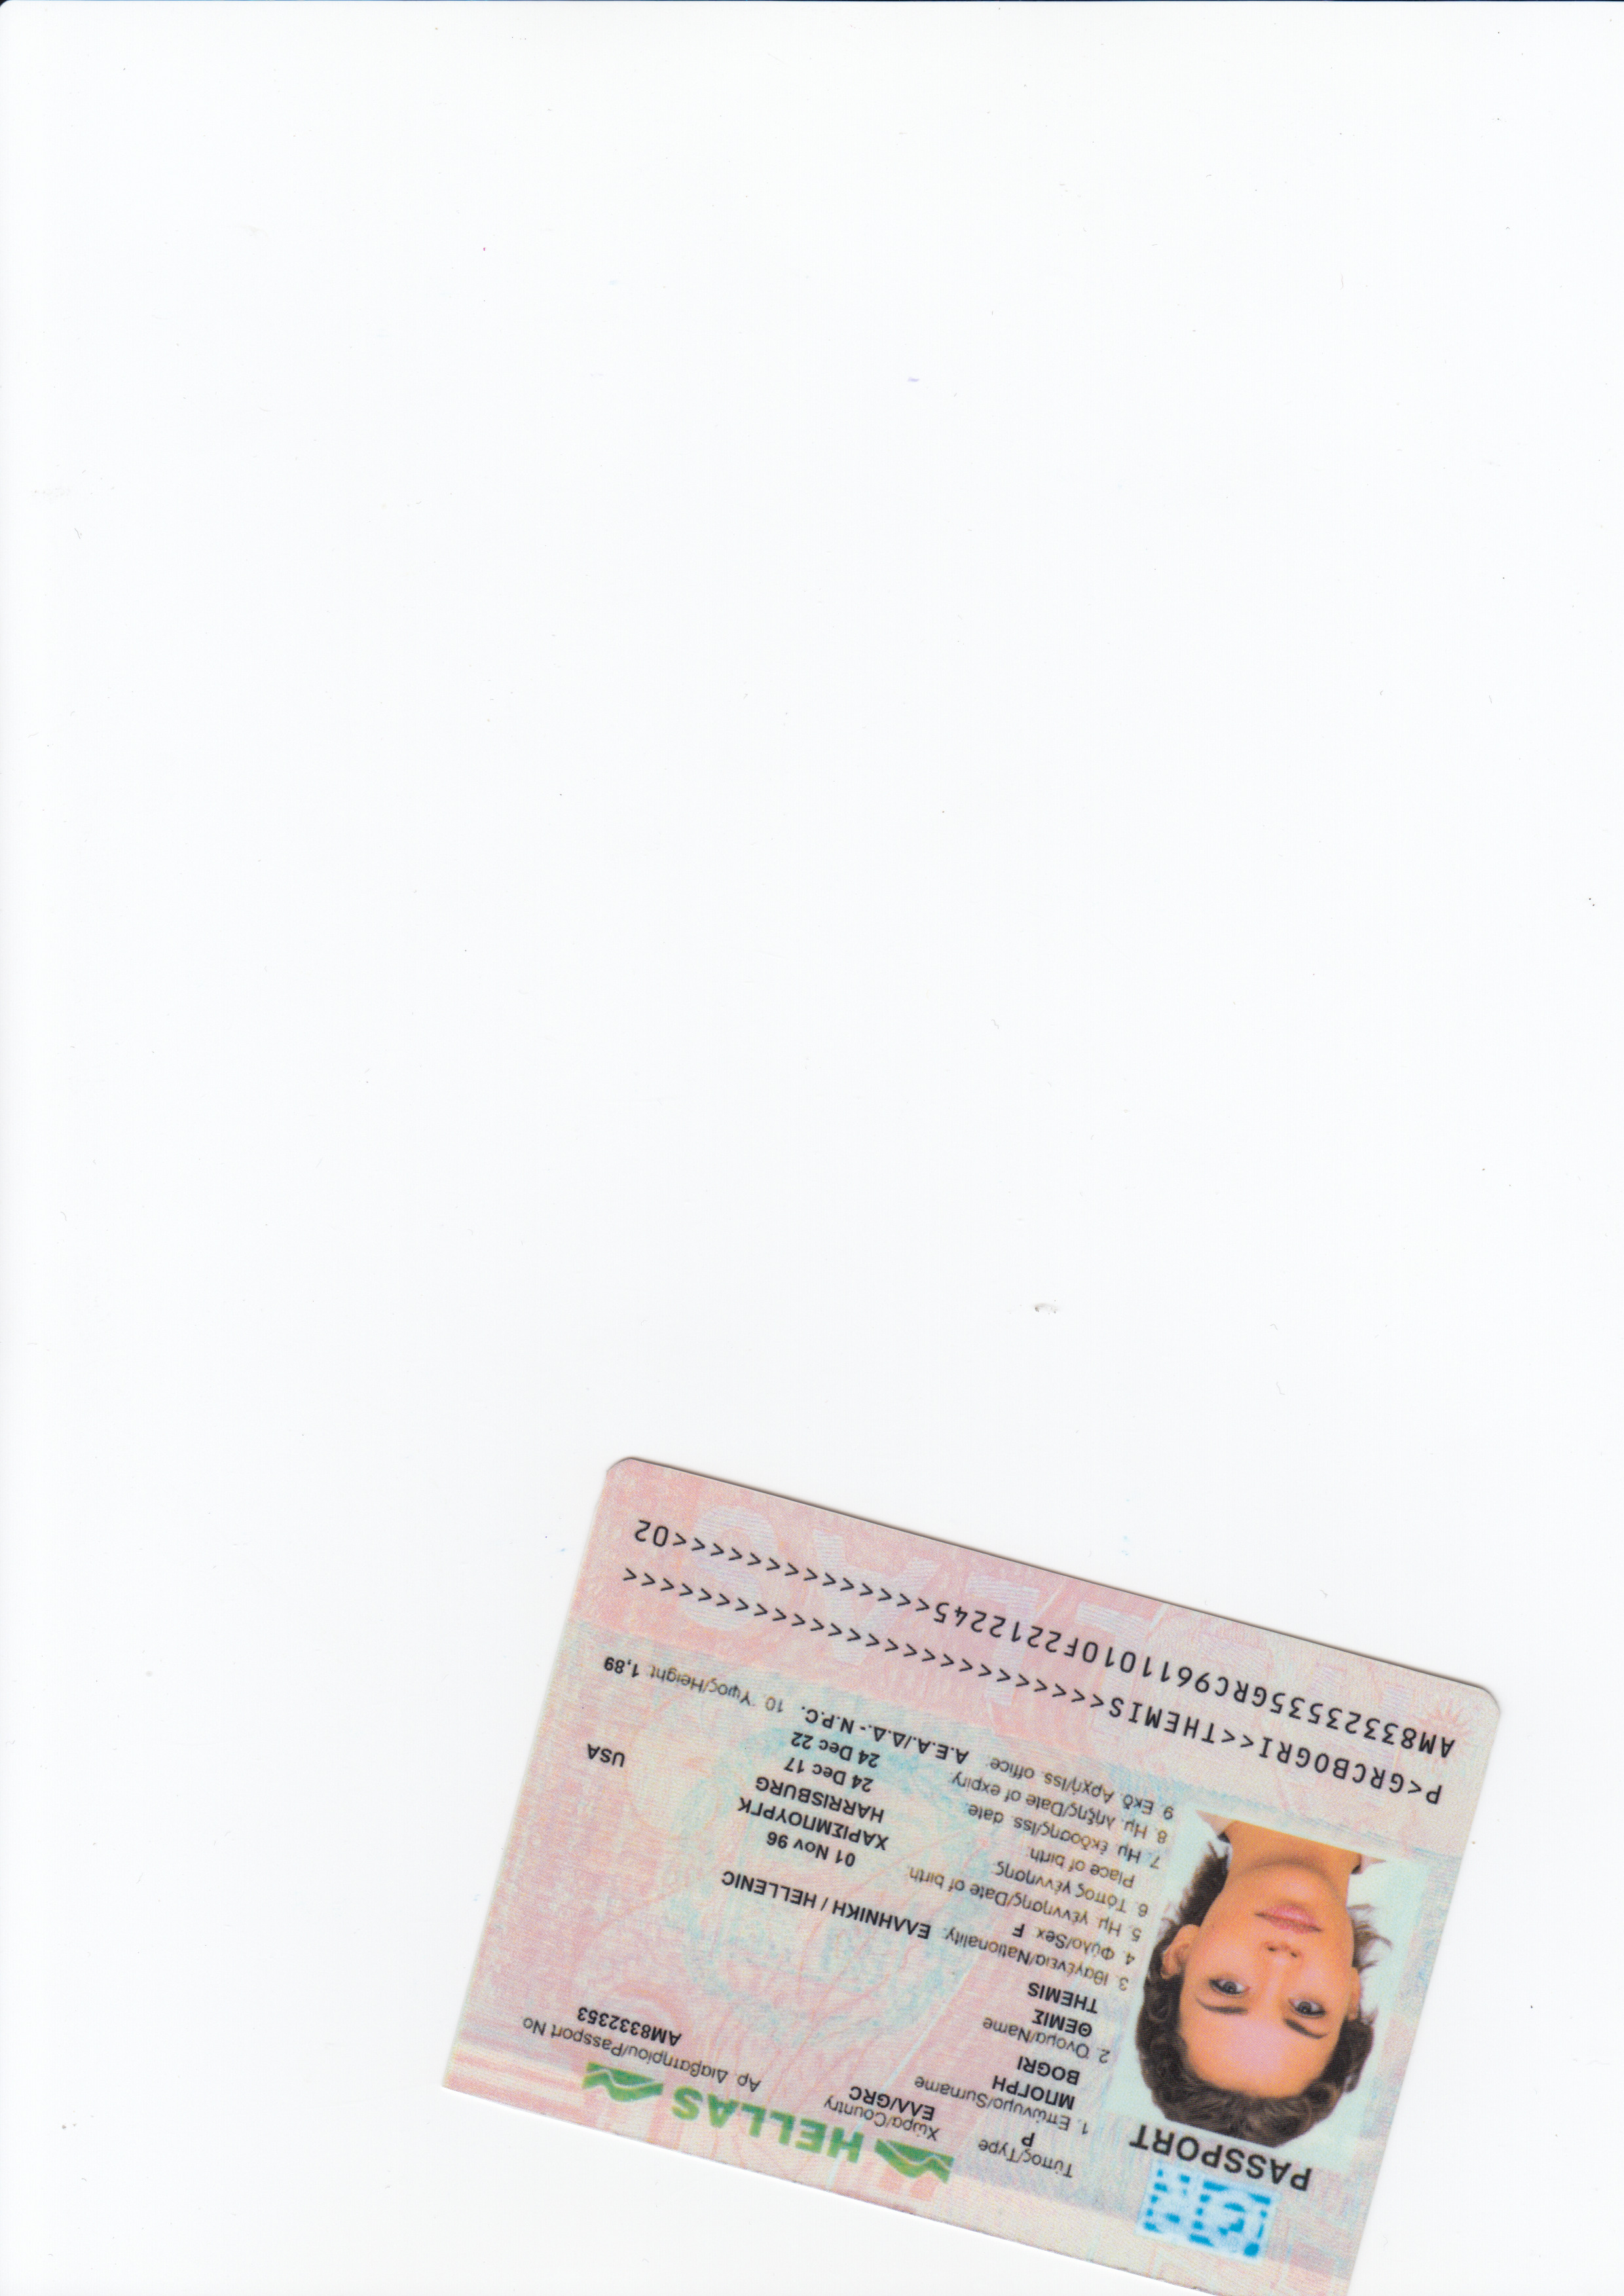 PASSPORT
HELLAS
Τύπος/Type
P
Χώρα/Country
ΕΛΛ/GRC
Αρ. Διαβατηρίου/Passport No
AM8332353
1. Επώνυμο/Surname
ΜΠΟΓΡΗ
BOGRI
2. Όνομα/Name
ΘΕΜΙΣ
THEMIS
3. Ιθαγένεια/Nationality. ΕΛΛΗΝΙΚΗ / HELLENIC
4. Φύλο/Sex F
5. Ημ. γέννησης/Date of birth. 01 Nov 96
6. Τόπος γέννησης ΧΑΡΙΣΜΠΟΥΡΓΚ
Place of birth. HARRISBURG USA
7. Ημ. έκδοσης/Iss. date. 24 Dec 17
8. Ημ. λήξης/Date of expiry 24 Dec 22
9. Εκδ. Αρχή/Iss. office. Α.Ε.Α/Δ.Δ.- N.P.C. 10. Υψος/Height. 1,89
P<GRCBOGRI<<THEMIS<<<<<<<<<<<<<<<<<<<<<<<<<<
AM83323535GRC9611010F2212245<<<<<<<<<<<<<<02